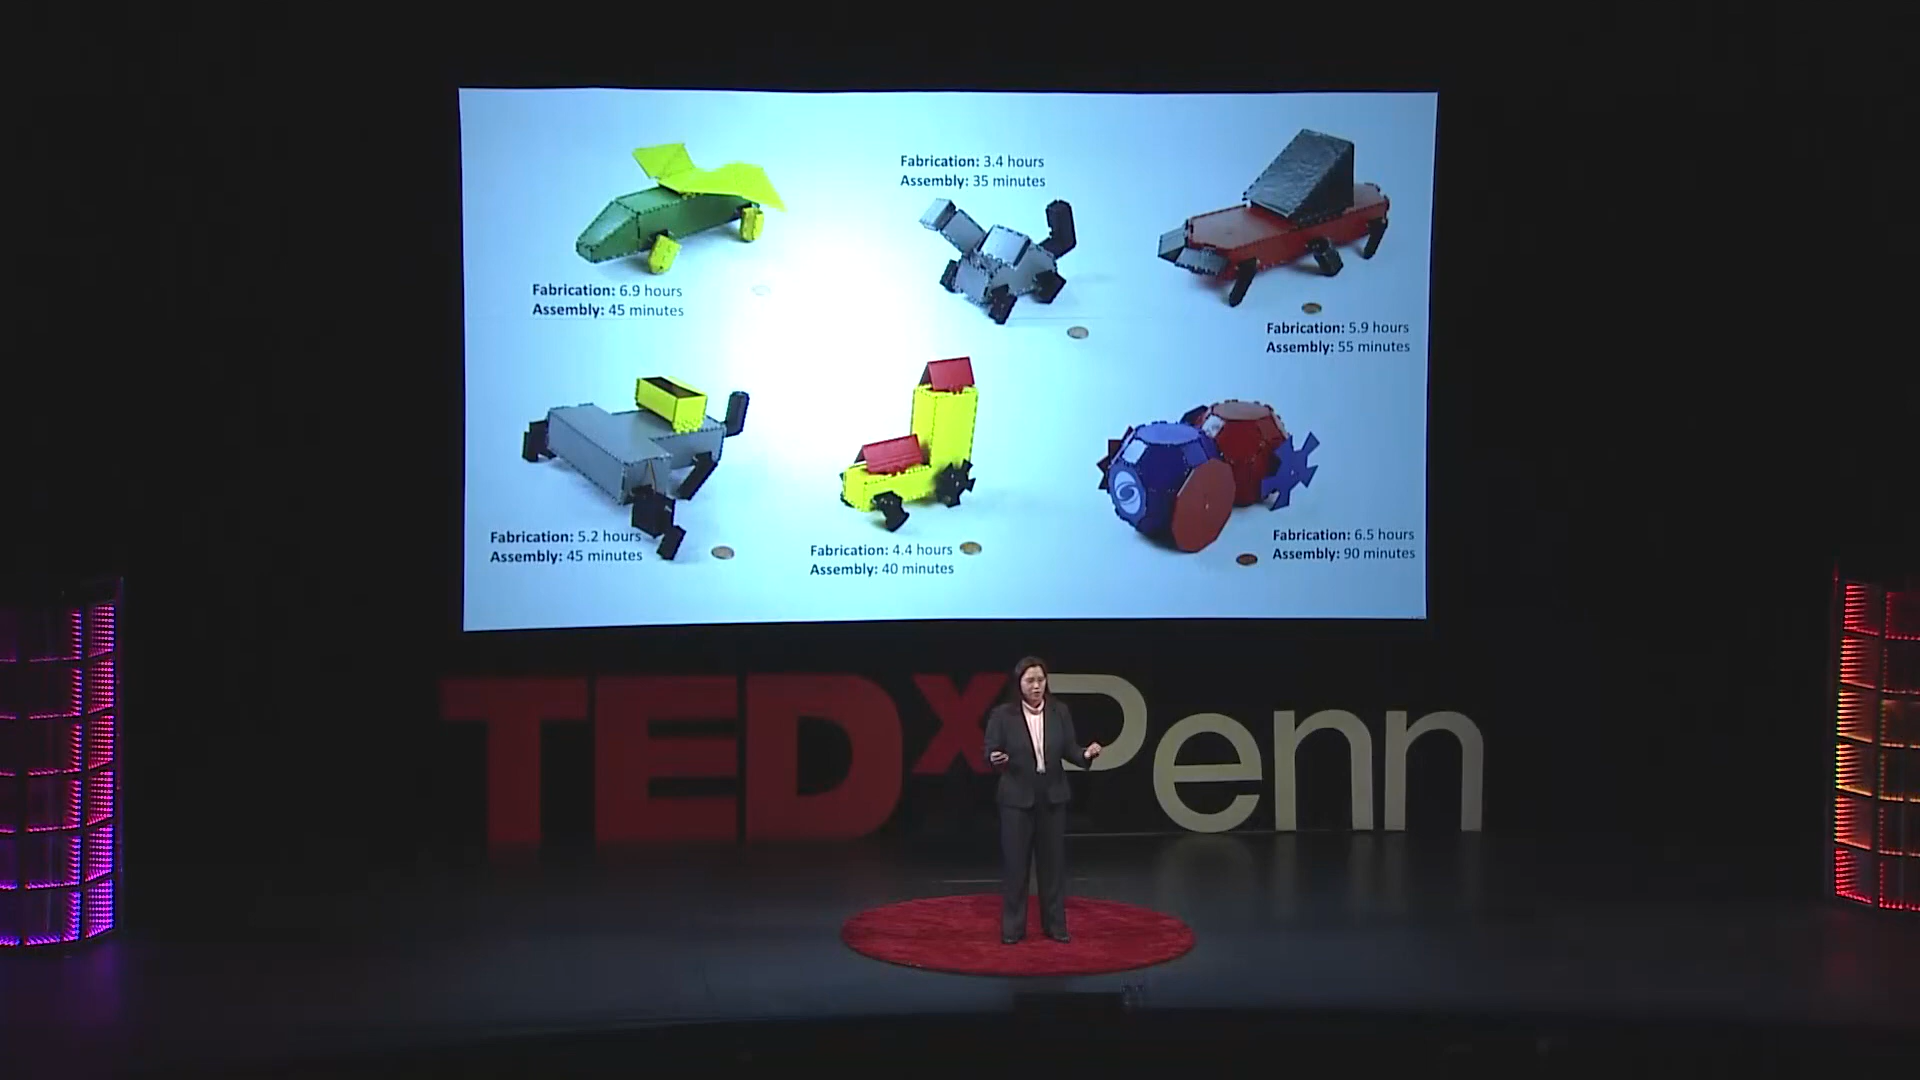 Fabrication: 3.4 hours
Assembly: 35 minutes
Fabrication: 6.9 hours
Assembly: 45 minutes
Fabrication: 5.9 hours
Assembly: 55 minutes
Fabrication: 5.2 hours
Assembly: 45 minutes
Fabrication: 4.4 hours
Assembly: 40 minutes
Fabrication: 6.5 hours
Assembly: 90 minutes
TEDxPenn